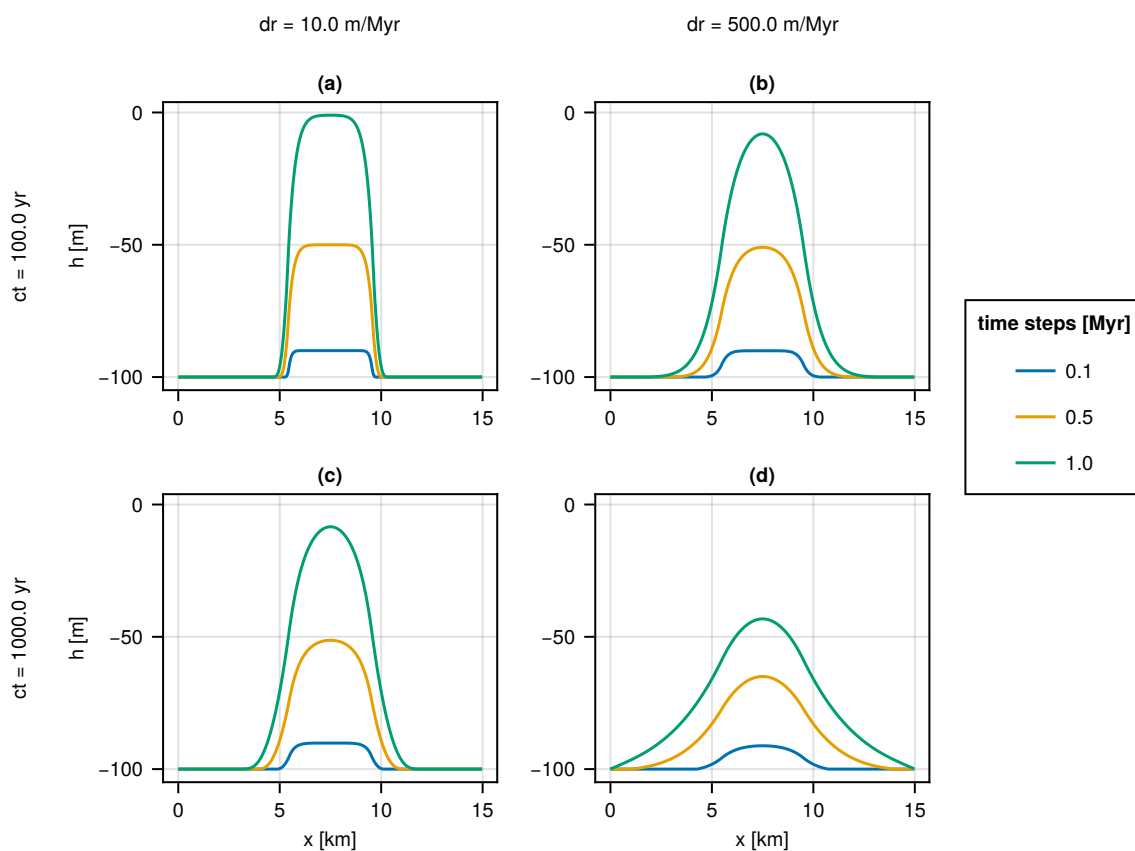 dr = 10.0 m/Myr
dr = 500.0 m/Myr
(a)
(b)
ct = 100.0 yr
h [m]
0
−50
−100
0 5 10 15
0
−50
−100
0 5 10 15
time steps [Myr]
0.1
0.5
1.0
(c)
(d)
ct = 1000.0 yr
h [m]
0
−50
−100
0 5 10 15
x [km]
0
−50
−100
0 5 10 15
x [km]